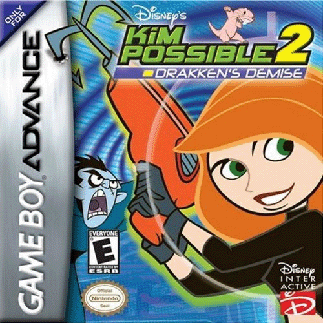 ONLY
FOR
GAME BOY ADVANCE
Disney's
KIM
POSSIBLE 2
DRAKKEN'S DEMISE
EVERYONE
E
ESRB
Nintendo
Disney
INTER
ACTIVE
D